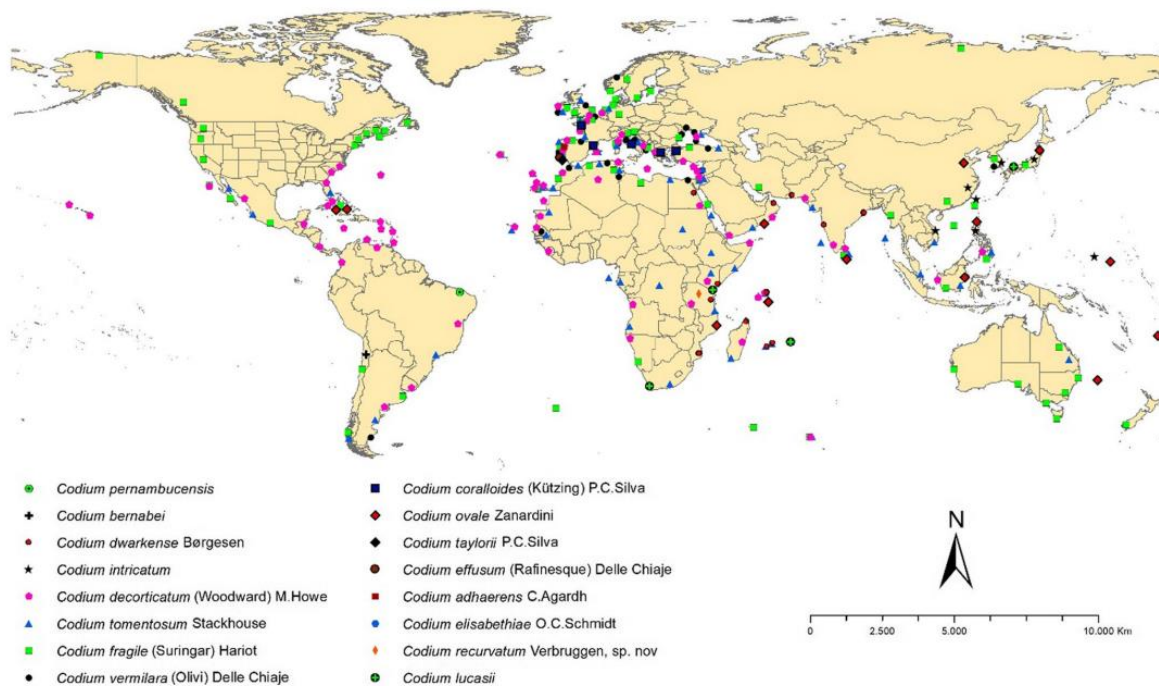 Codium pernambucensis
Codium bernabei
Codium dwarkense Børgesen
Codium intricatum
Codium decorticatum (Woodward) M.Howe
Codium tomentosum Stackhouse
Codium fragile (Suringar) Hariot
Codium vermilara (Olivi) Delle Chiaje
Codium coralloides (Kützing) P.C.Silva
Codium ovale Zanardini
Codium taylorii P.C.Silva
Codium effusum (Rafinesque) Delle Chiaje
Codium adhaerens C.Agardh
Codium elisabethiae O.C.Schmidt
Codium recurvatum Verbruggen, sp. nov
Codium lucasii
N
0 2.500 5.000 10.000 Km